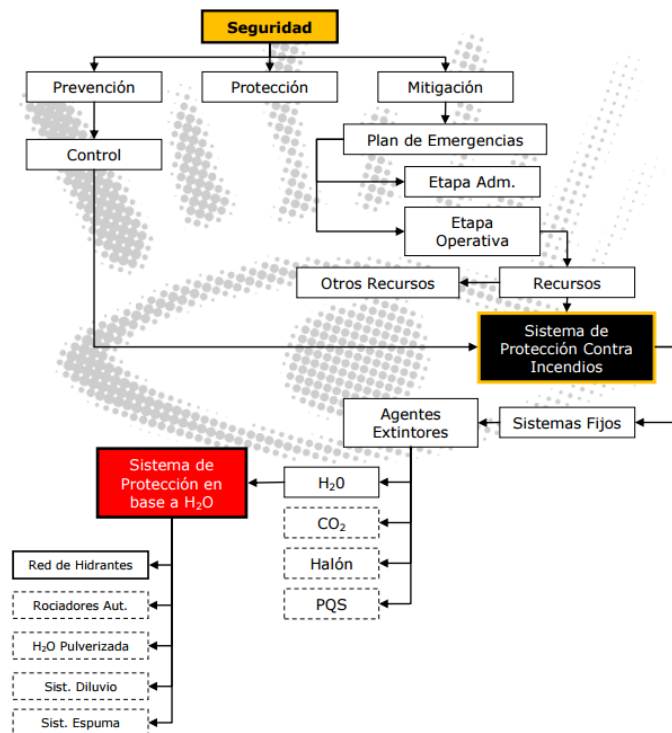 Seguridad
Prevención
Protección
Mitigación
Control
Plan de Emergencias
Etapa Adm.
Etapa
Operativa
Otros Recursos
Recursos
Sistema de
Protección Contra
Incendios
Agentes
Extintores
Sistemas Fijos
Sistema de
Protección en
base a H₂O
H₂0
CO₂
Halón
PQS
Red de Hidrantes
Rociadores Aut.
H₂O Pulverizada
Sist. Diluvio
Sist. Espuma